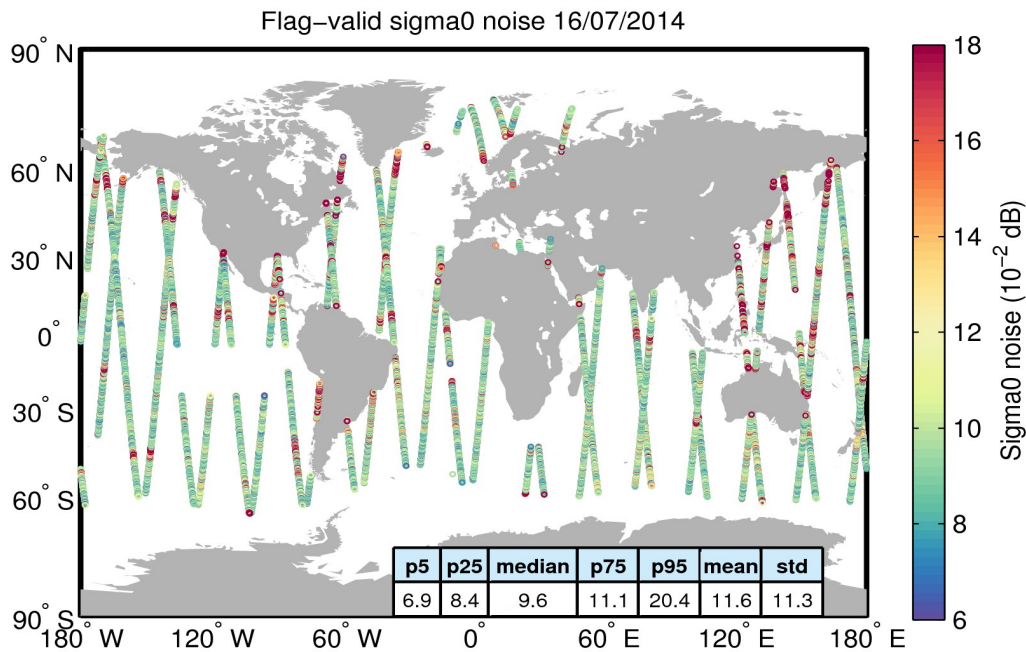 Flag−valid sigma0 noise 16/07/2014
90° N
60° N
30° N
0°
30° S
60° S
90° S
180° W
120° W
60° W
0°
60° E
120° E
180° E
p5 p25 median p75 p95 mean std
6.9 8.4 9.6 11.1 20.4 11.6 11.3
18
16
14
12
10
8
6
Sigma0 noise (10−2 dB)